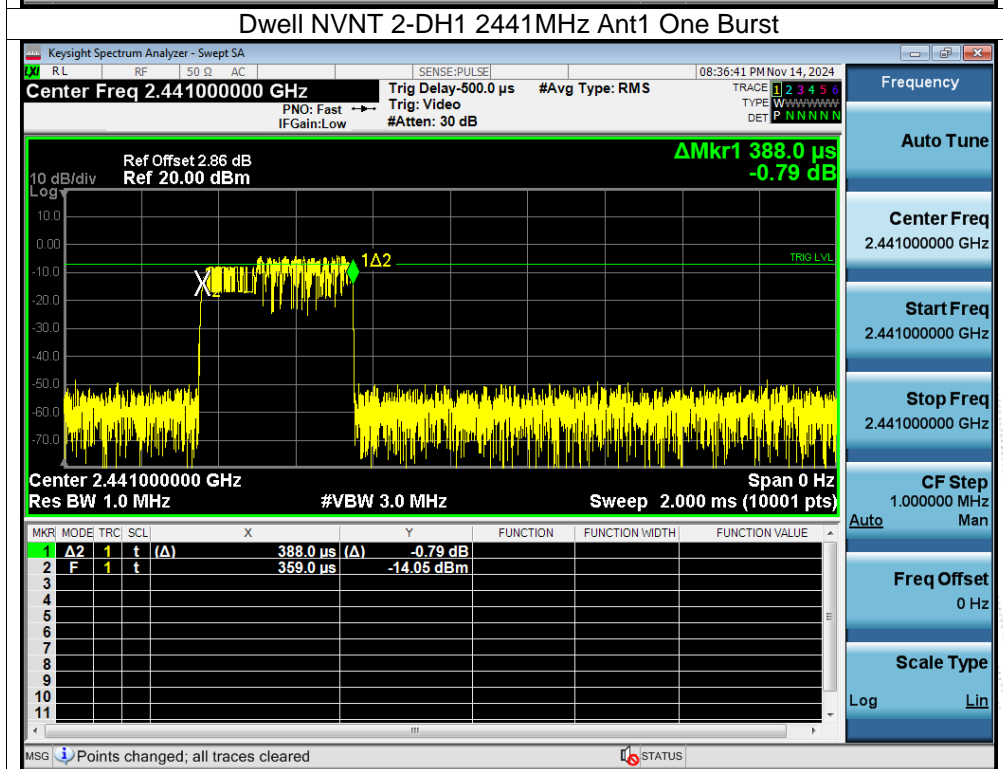 Dwell NVNT 2-DH1 2441MHz Ant1 One Burst
Keysight Spectrum Analyzer - Swept SA
LXI RL RF 50 Ω AC SENSE:PULSE 08:36:41 PM Nov 14, 2024
Center Freq 2.441000000 GHz Trig Delay-500.0 µs #Avg Type: RMS TRACE 1 2 3 4 5 6
PNO: Fast Trig: Video TYPE WWWWWW
IFGain:Low #Atten: 30 dB DET P N N N N N
ΔMkr1 388.0 µs
-0.79 dB
Ref Offset 2.86 dB
10 dB/div Ref 20.00 dBm
Log
10.0
0.00
-10.0
-20.0
-30.0
-40.0
-50.0
-60.0
-70.0
1Δ2
TRIG LVL
2
Center 2.441000000 GHz Span 0 Hz
Res BW 1.0 MHz #VBW 3.0 MHz Sweep 2.000 ms (10001 pts)
MKR MODE TRC SCL X Y FUNCTION FUNCTION WIDTH FUNCTION VALUE
1 Δ2 1 t (Δ) 388.0 µs (Δ) -0.79 dB
2 F 1 t 359.0 µs -14.05 dBm
3
4
5
6
7
8
9
10
11
MSG Points changed; all traces cleared STATUS
Frequency
Auto Tune
Center Freq
2.441000000 GHz
Start Freq
2.441000000 GHz
Stop Freq
2.441000000 GHz
CF Step
1.000000 MHz
Auto Man
Freq Offset
0 Hz
Scale Type
Log Lin